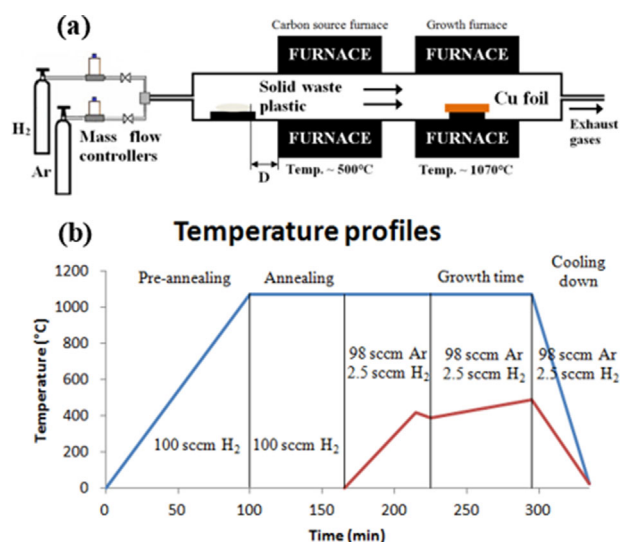 (a)
Carbon source furnace
Growth furnace
FURNACE
FURNACE
Solid waste
plastic
Cu foil
H2
Mass flow
controllers
Ar
D
FURNACE
FURNACE
Exhaust
gases
Temp. ~ 500°C
Temp. ~ 1070°C
(b)
Temperature profiles
Pre-annealing
Annealing
Growth time
Cooling
down
1200
1000
800
600
400
200
0
Temperature (°C)
100 sccm H2
100 sccm H2
98 sccm Ar
2.5 sccm H2
98 sccm Ar
2.5 sccm H2
98 sccm Ar
2.5 sccm H2
0
50
100
150
200
250
300
Time (min)